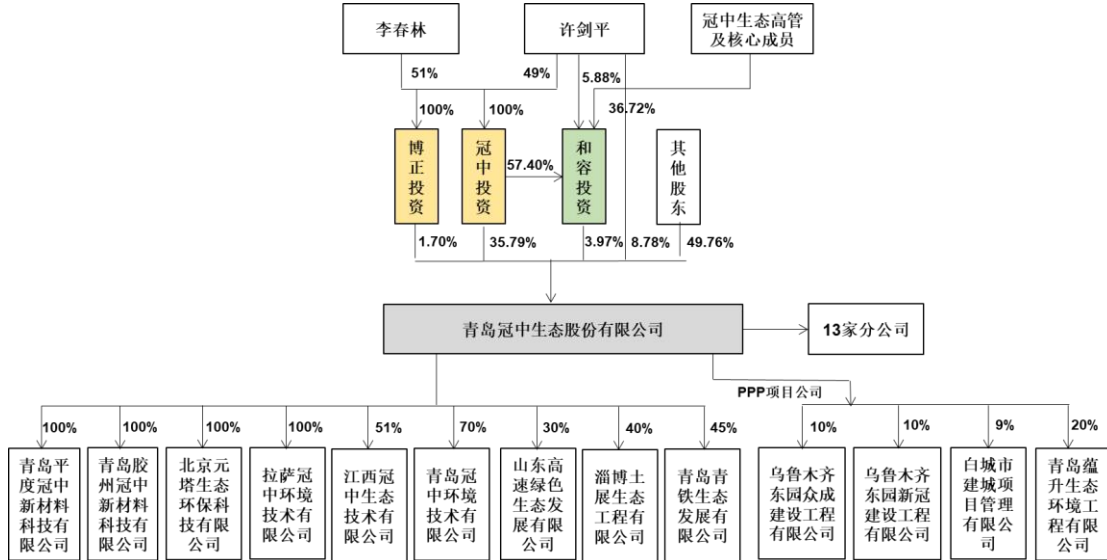 李春林
许剑平
冠中生态高管
及核心成员
51%
49%
5.88%
36.72%
100%
100%
博正投资
冠中投资
57.40%
和容投资
其他股东
1.70%
35.79%
3.97%
8.78%
49.76%
青岛冠中生态股份有限公司
13家分公司
PPP项目公司
100%
100%
100%
100%
51%
70%
30%
40%
45%
10%
10%
9%
20%
青岛平
度冠中
新材料
科技有
限公司
青岛胶
州冠中
新材料
科技有
限公司
北京元
塔生态
环保科
技有限
公司
拉萨冠
中环境
技术有
限公司
江西冠
中生态
技术有
限公司
青岛冠
中环境
技术有
限公司
山东高
速绿色
生态发
展有限
公司
淄博土
展生态
工程有
限公司
青岛青
铁生态
发展有
限公司
乌鲁木齐
东园众成
建设工程
有限公司
乌鲁木齐
东园新冠
建设工程
有限公司
白城市
建城项
目管理
有限公
司
青岛蕴
升生态
环境工
程有限
公司